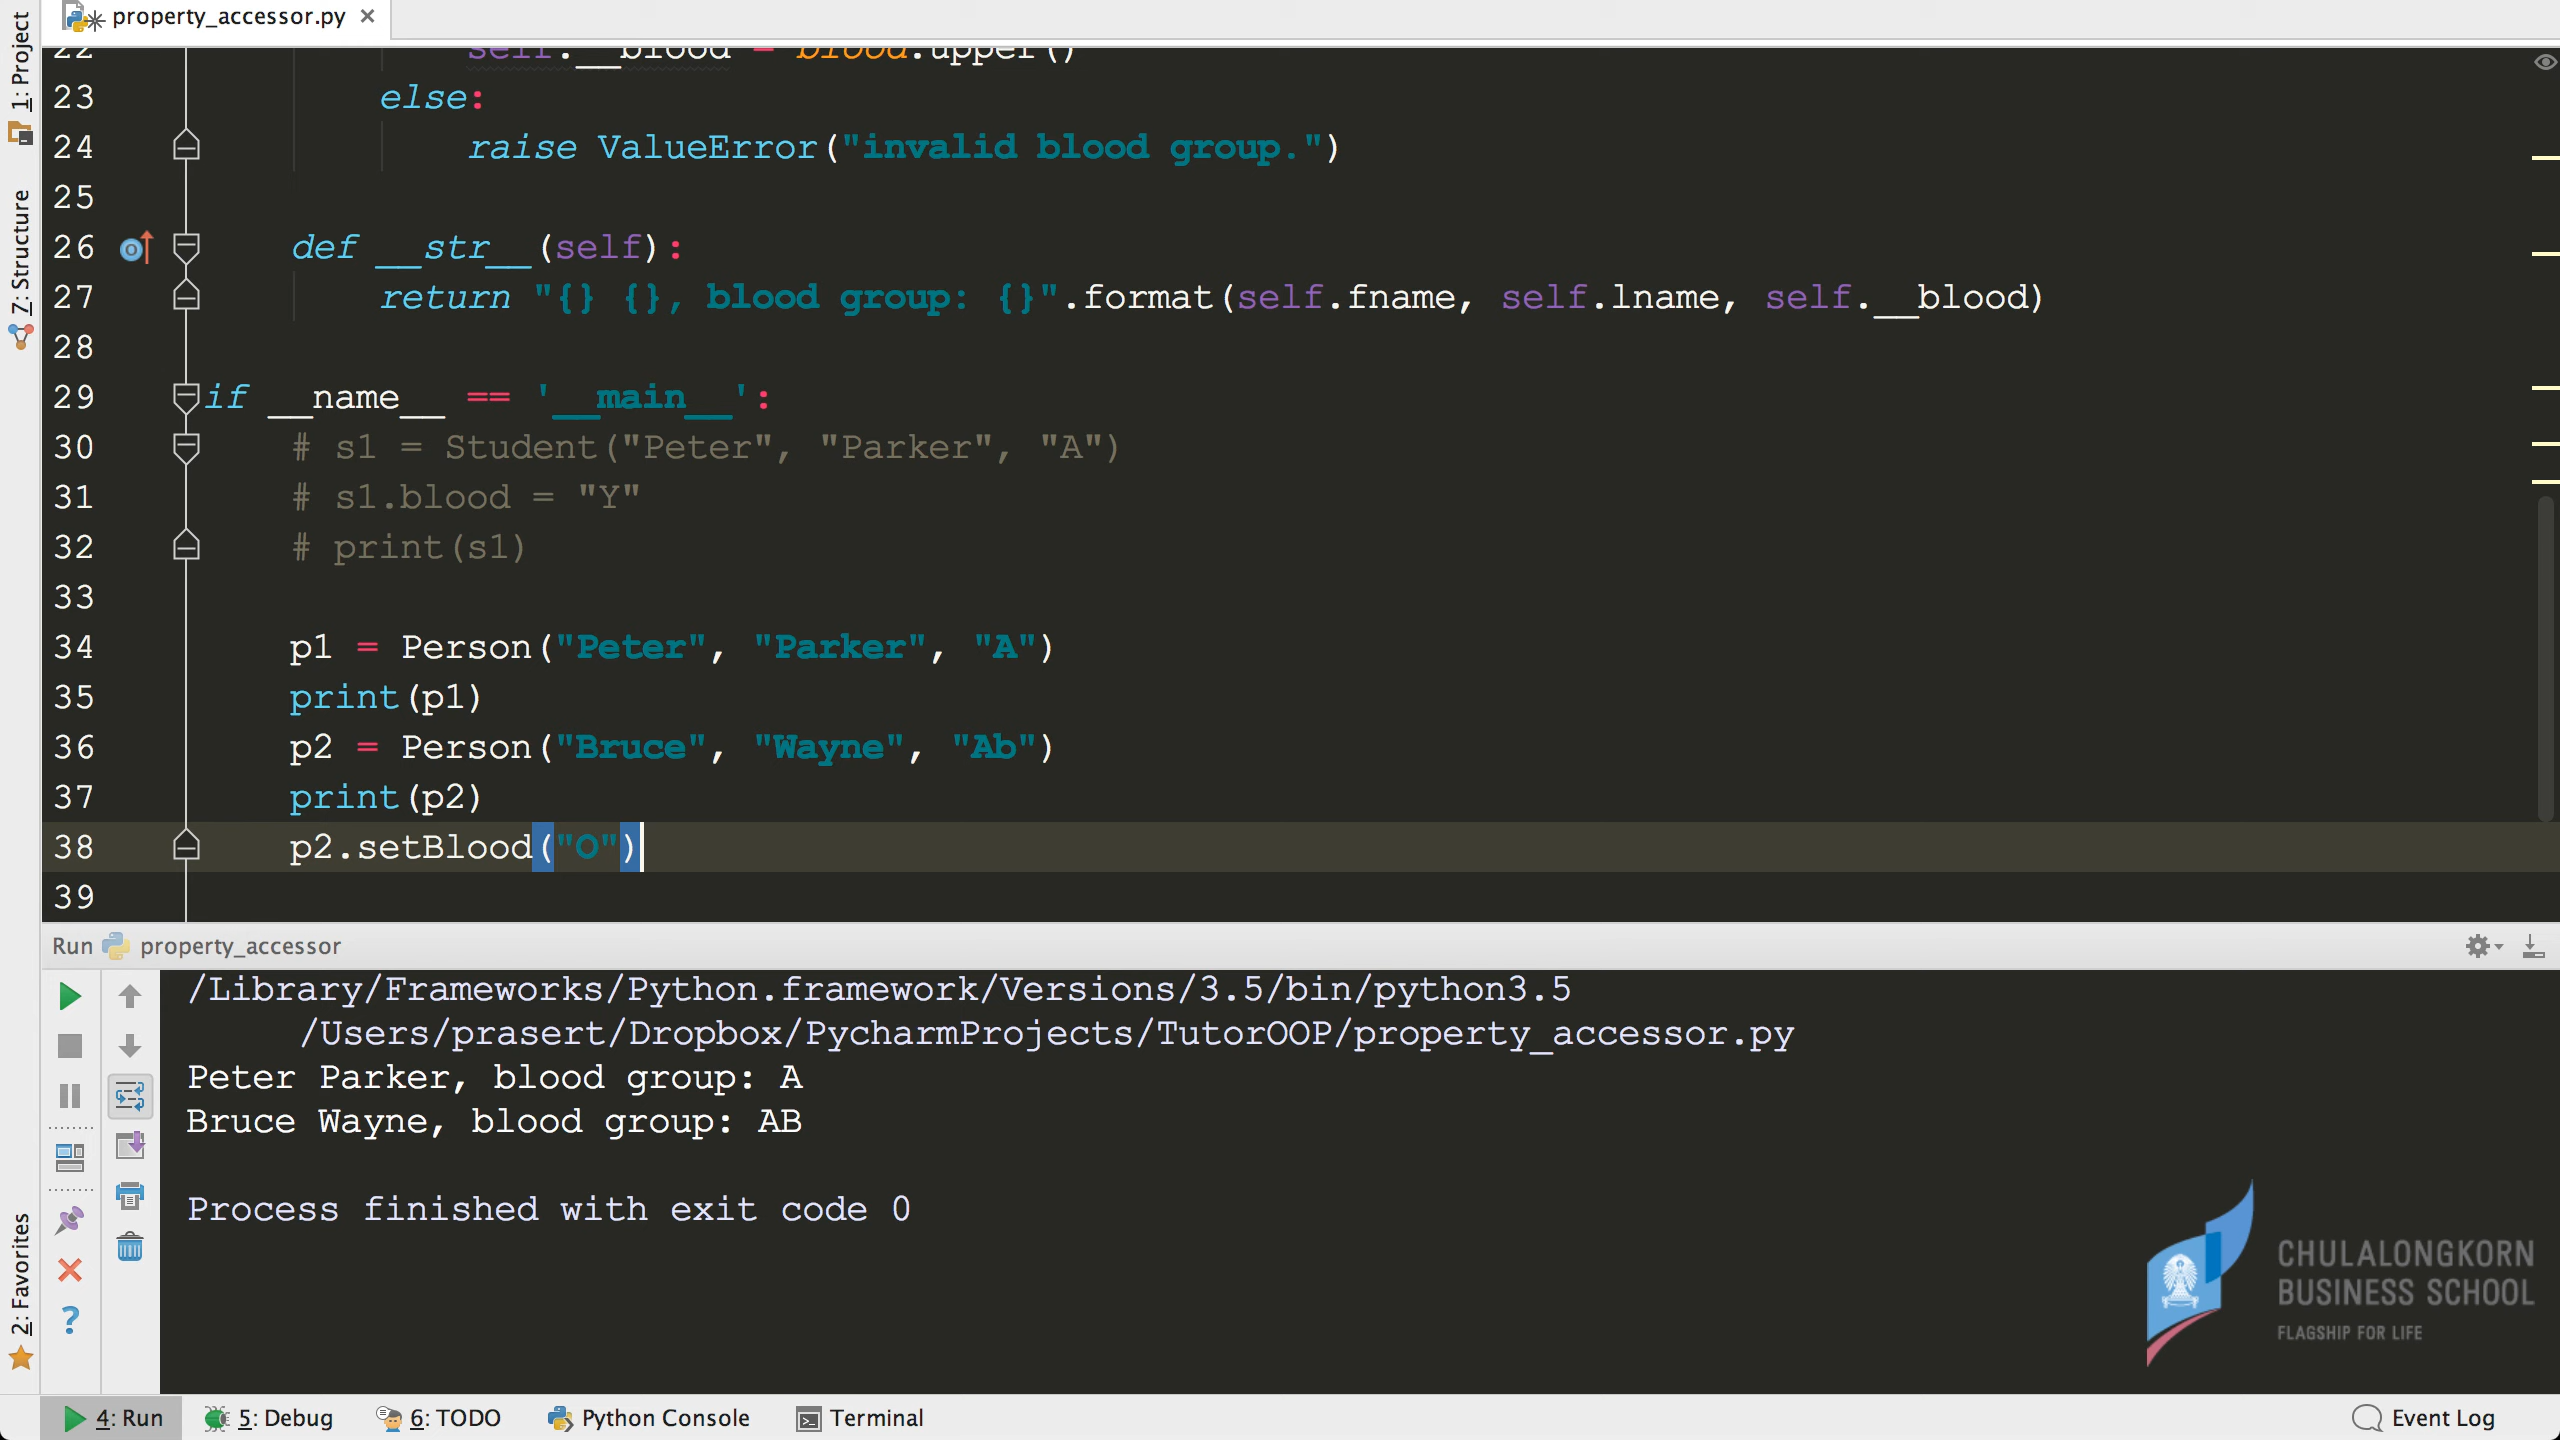 1: Project
property_accessor.py
22 self.__blood = blood.upper()
23 else:
24 raise ValueError("invalid blood group.")
25
7: Structure
26 def __str__(self):
27 return "{} {}, blood group: {}".format(self.fname, self.lname, self.__blood)
28
29 if __name__ == '__main__':
30 # s1 = Student("Peter", "Parker", "A")
31 # s1.blood = "Y"
32 # print(s1)
33
34 p1 = Person("Peter", "Parker", "A")
35 print(p1)
36 p2 = Person("Bruce", "Wayne", "Ab")
37 print(p2)
38 p2.setBlood("O")
39
Run property_accessor
/Library/Frameworks/Python.framework/Versions/3.5/bin/python3.5
/Users/prasert/Dropbox/PycharmProjects/TutorOOP/property_accessor.py
Peter Parker, blood group: A
Bruce Wayne, blood group: AB
Process finished with exit code 0
2: Favorites
CHULALONGKORN
BUSINESS SCHOOL
FLAGSHIP FOR LIFE
4: Run 5: Debug 6: TODO Python Console Terminal Event Log